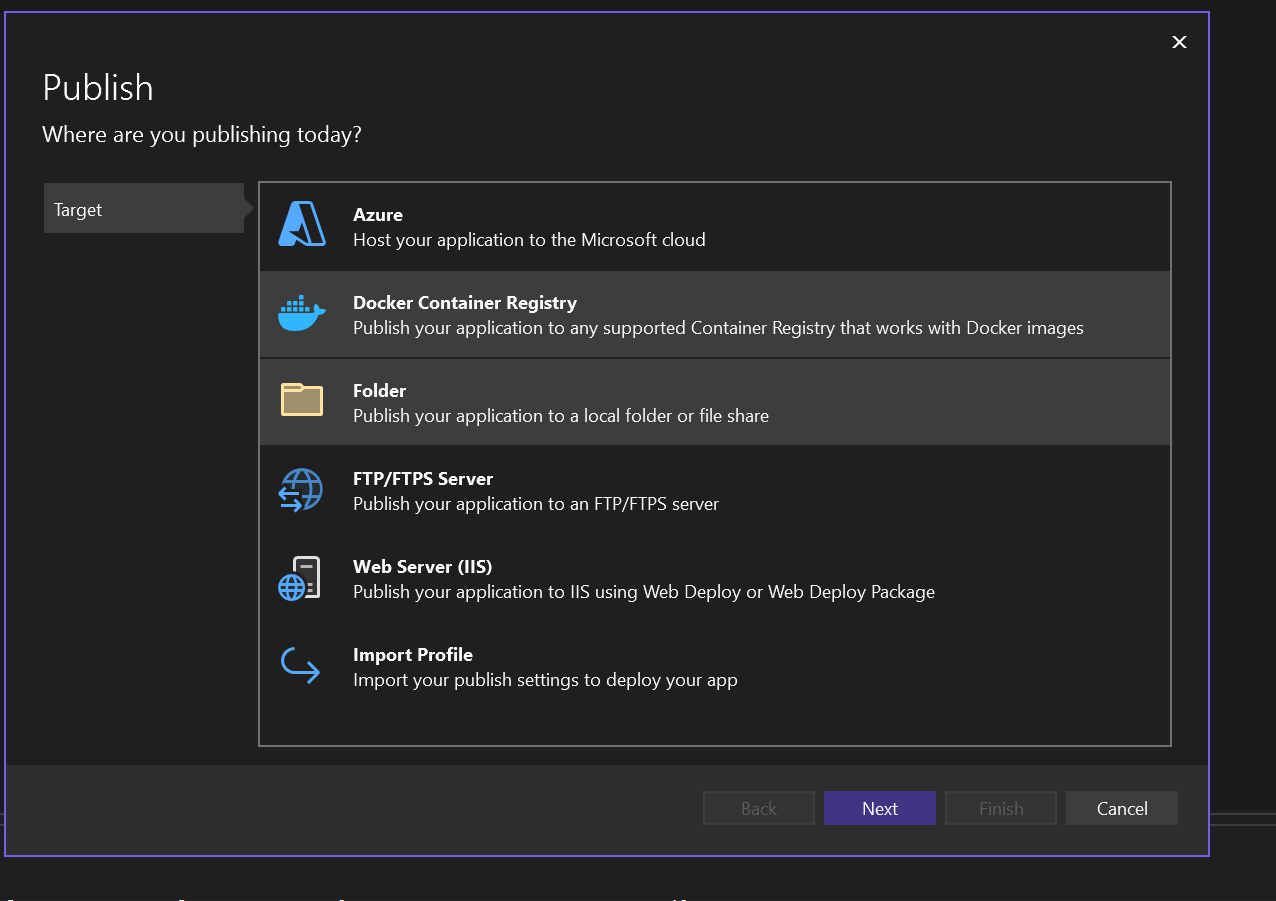 Publish
Where are you publishing today?
Target
Azure
Host your application to the Microsoft cloud
Docker Container Registry
Publish your application to any supported Container Registry that works with Docker images
Folder
Publish your application to a local folder or file share
FTP/FTPS Server
Publish your application to an FTP/FTPS server
Web Server (IIS)
Publish your application to IIS using Web Deploy or Web Deploy Package
Import Profile
Import your publish settings to deploy your app
Back Next Finish Cancel